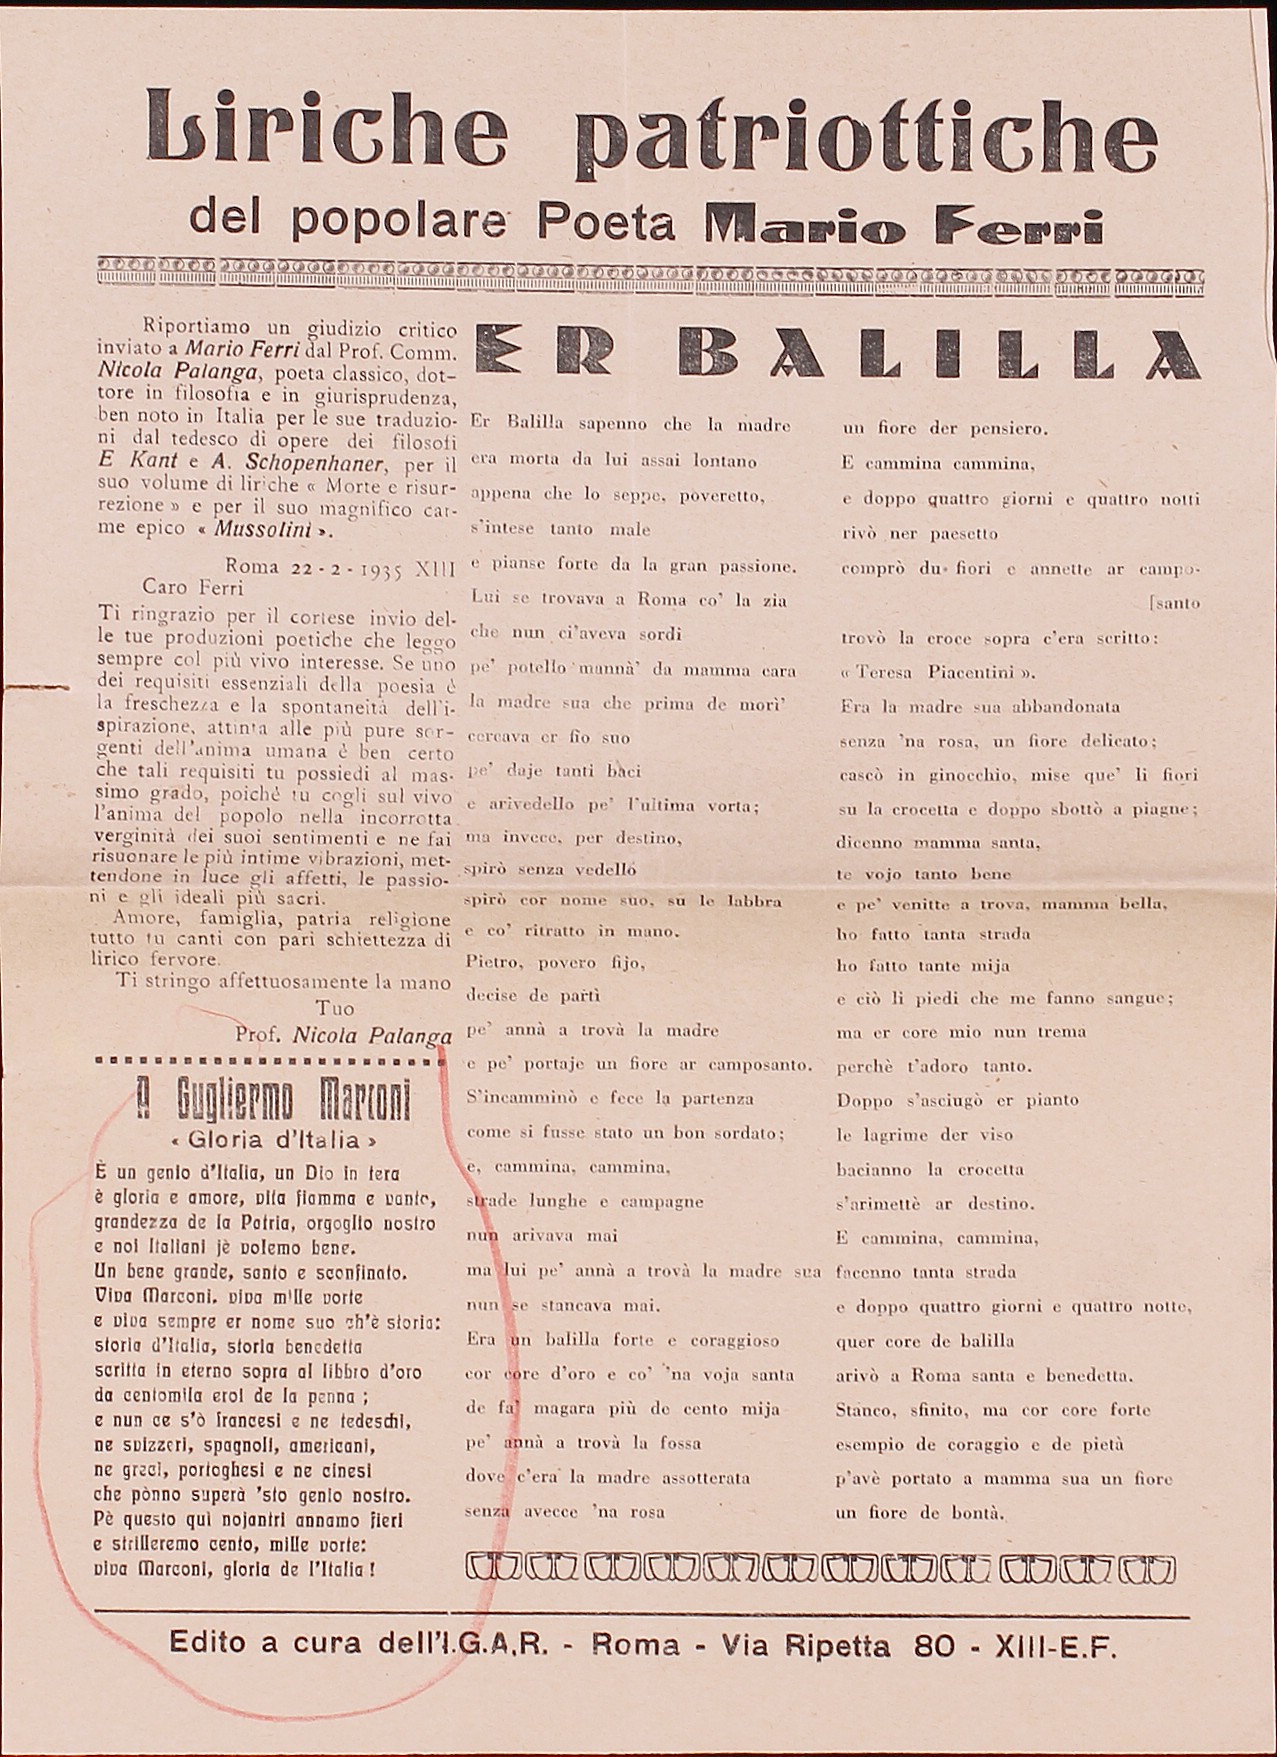 Liriche patriottiche
del popolare Poeta Mario Ferri
Riportiamo un giudizio critico
inviato a Mario Ferri dal Prof. Comm.
Nicola Palanga, poeta classico, dot-
tore in filosofia e in giurisprudenza,
ben noto in Italia per le sue traduzio-
ni dal tedesco di opere dei filosofi
E Kant e A. Schopenhaner, per il
suo volume di liriche « Morte e risur-
rezione » e per il suo magnifico car-
me epico « Mussolini ».
Roma 22 - 2 - 1935 XIII
Caro Ferri
Ti ringrazio per il cortese invio del-
le tue produzioni poetiche che leggo
sempre col più vivo interesse. Se uno
dei requisiti essenziali della poesia è
la freschezza e la spontaneità dell'i-
spirazione, attinta alle più pure sor-
genti dell'anima umana è ben certo
che tali requisiti tu possiedi al mas-
simo grado, poichè tu cogli sul vivo
l'anima del popolo nella incorrotta
verginità dei suoi sentimenti e ne fai
risuonare le più intime vibrazioni, met-
tendone in luce gli affetti, le passio-
ni e gli ideali più sacri.
Amore, famiglia, patria religione
tutto tu canti con pari schiettezza di
lirico fervore.
Ti stringo affettuosamente la mano
Tuo
Prof. Nicola Palanga
A Gugliermo Marconi
« Gloria d'Italia »
È un genio d'Italia, un Dio in tera
è gloria e amore, vita fiamma e vanto,
grandezza de la Patria, orgoglio nostro
e noi Italiani jè volemo bene.
Un bene grande, santo e sconfinato.
Viva Marconi. viva mille vorte
e viva sempre er nome suo ch'è storia:
storia d'Italia, storia benedetta
scritta in eterno sopra al libbro d'oro
da centomila eroi de la penna ;
e nun ce s'ò francesi e ne tedeschi,
ne svizzeri, spagnoli, americani,
ne greci, portoghesi e ne cinesi
che pònno superà 'sto genio nostro.
Pè questo quì nojantri annamo fieri
e strilleremo cento, mille vorte:
viva Marconi, gloria de l'Italia !
ER BALILLA
Er Balilla sapenno che la madre
era morta da lui assai lontano
appena che lo seppe, poveretto,
s'intese tanto male
e pianse forte da la gran passione.
Lui se trovava a Roma co' la zia
che nun ci'aveva sordi
pe' potello mannà' da mamma cara
la madre sua che prima de morì'
cercava er fio suo
pe' daje tanti baci
e arivedello pe' l'ultima vorta;
ma invece, per destino,
spirò senza vedello
spirò cor nome suo, su le labbra
e co' ritratto in mano.
Pietro, povero fijo,
decise de partì
pe' annà a trovà la madre
e pe' portaje un fiore ar camposanto.
S'incamminò e fece la partenza
come si fusse stato un bon sordato;
e, cammina, cammina,
strade lunghe e campagne
nun arivava mai
ma lui pe' annà a trovà la madre sua
nun se stancava mai.
Era un balilla forte e coraggioso
cor core d'oro e co' 'na voja santa
de fa' magara più de cento mija
pe' annà a trovà la fossa
dove c'era la madre assotterata
senza avecce 'na rosa
un fiore der pensiero.
E cammina cammina,
e doppo quattro giorni e quattro notti
rivò ner paesetto
comprò du- fiori e annette ar campo-
[santo
trovò la croce sopra c'era scritto:
« Teresa Piacentini ».
Era la madre sua abbandonata
senza 'na rosa, un fiore delicato;
cascò in ginocchio, mise que' li fiori
su la crocetta e doppo sbottò a piagne;
dicenno mamma santa,
te vojo tanto bene
e pe' venitte a trova, mamma bella,
ho fatto tanta strada
ho fatto tante mija
e ciò li piedi che me fanno sangue;
ma er core mio nun trema
perchè t'adoro tanto.
Doppo s'asciugò er pianto
le lagrime der viso
bacianno la crocetta
s'arimettè ar destino.
E cammina, cammina,
facenno tanta strada
e doppo quattro giorni e quattro notte,
quer core de balilla
arivò a Roma santa e benedetta.
Stanco, sfinito, ma cor core forte
esempio de coraggio e de pietà
p'avè portato a mamma sua un fiore
un fiore de bontà.
Edito a cura dell'I.G.A.R. - Roma - Via Ripetta 80 - XIII-E.F.